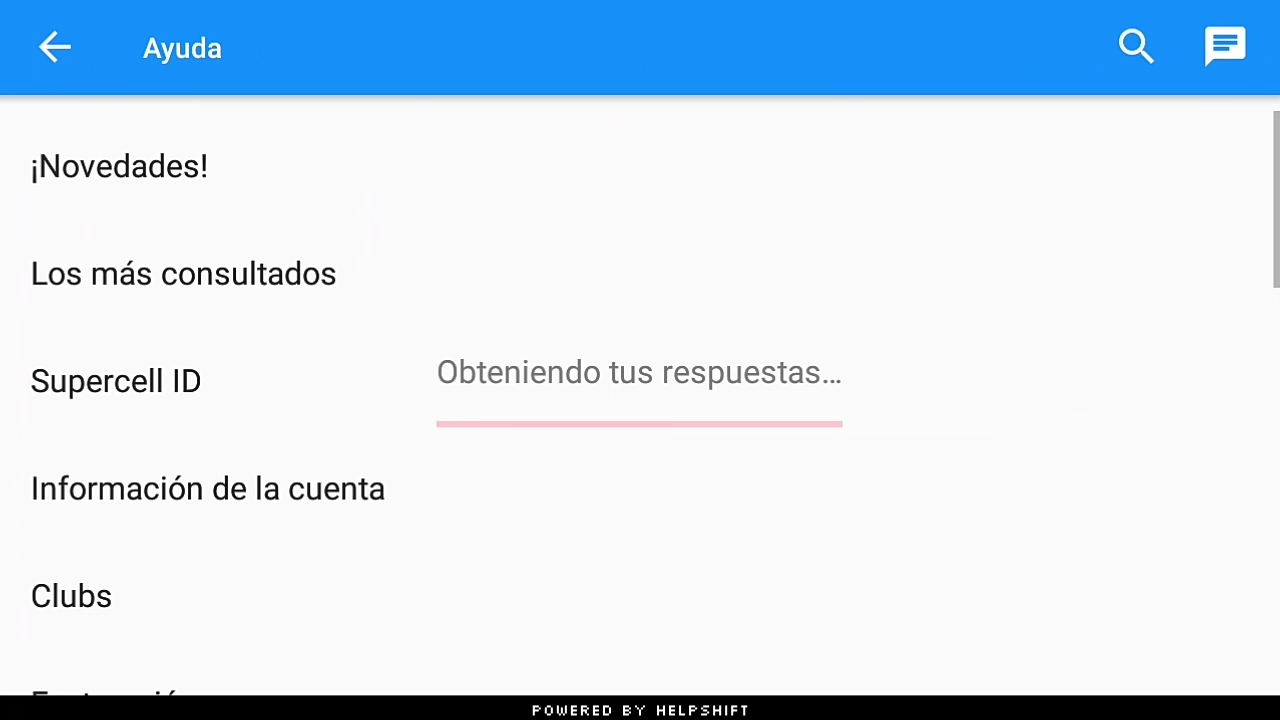 Ayuda
¡Novedades!
Los más consultados
Supercell ID
Obteniendo tus respuestas...
Información de la cuenta
Clubs
POWERED BY HELPSHIFT